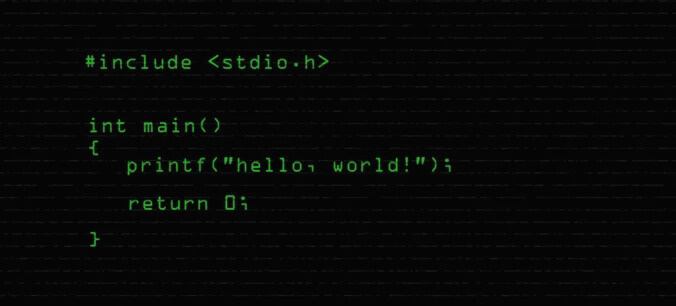 #include <stdio.h>
int main()
{
printf("hello, world!");
return 0;
}